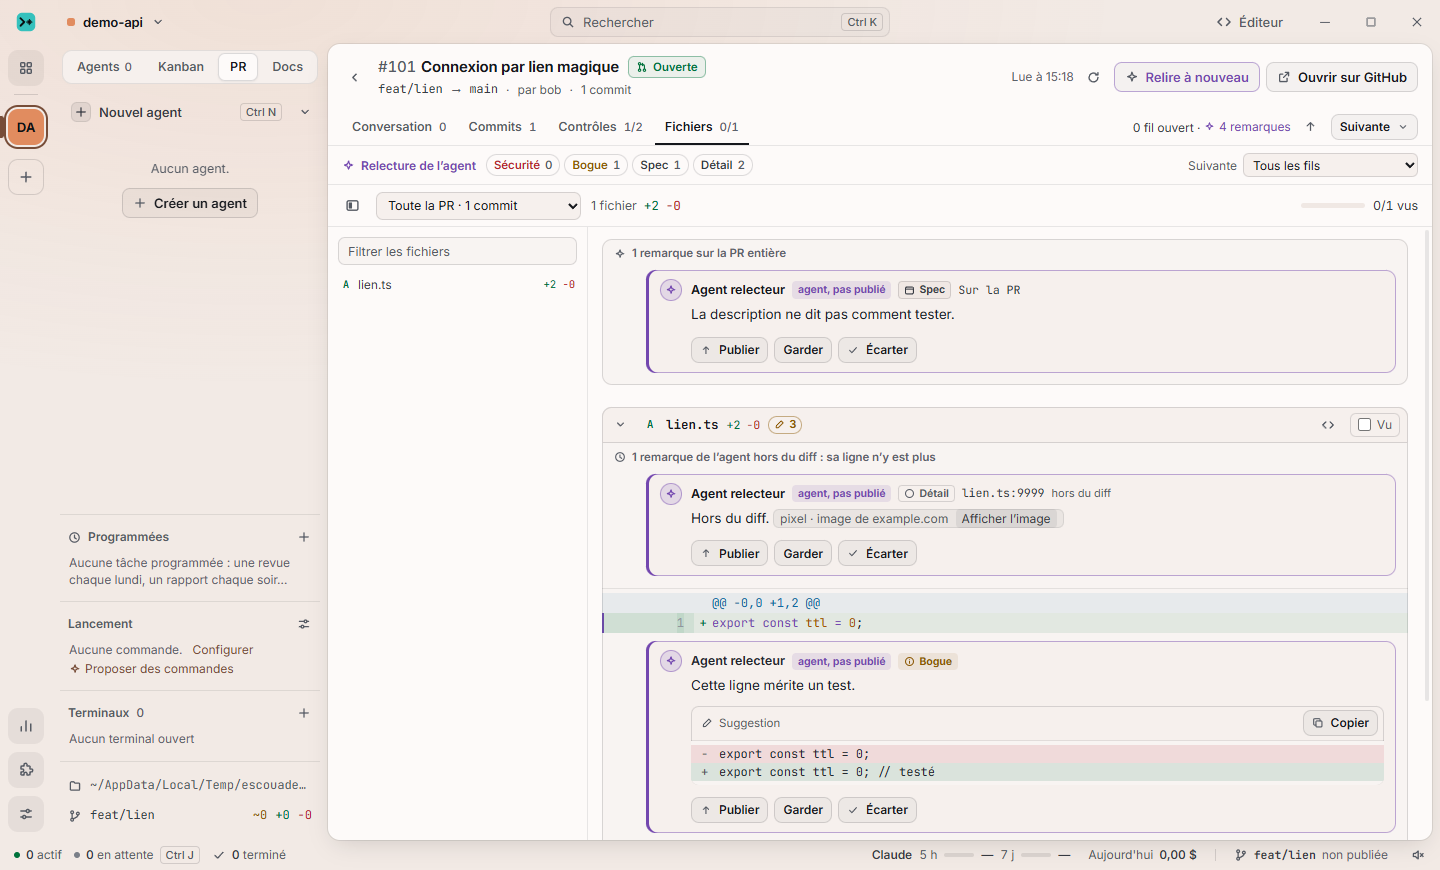 demo-api
Rechercher
Ctrl K
Éditeur
Agents 0
Kanban
PR
Docs
DA
Nouvel agent
Ctrl N
Aucun agent.
Créer un agent
Programmées
Aucune tâche programmée : une revue
chaque lundi, un rapport chaque soir…
Lancement
Aucune commande. Configurer
Proposer des commandes
Terminaux 0
Aucun terminal ouvert
~/AppData/Local/Temp/escouade…
feat/lien ~0 +0 -0
#101 Connexion par lien magique
Ouverte
feat/lien → main · par bob · 1 commit
Lue à 15:18
Relire à nouveau
Ouvrir sur GitHub
Conversation 0
Commits 1
Contrôles 1/2
Fichiers 0/1
0 fil ouvert · 4 remarques
Suivante
Relecture de l’agent
Sécurité 0
Bogue 1
Spec 1
Détail 2
Suivante
Tous les fils
Toute la PR · 1 commit
1 fichier +2 -0
0/1 vus
Filtrer les fichiers
A lien.ts +2 -0
1 remarque sur la PR entière
Agent relecteur agent, pas publié Spec Sur la PR
La description ne dit pas comment tester.
Publier Garder Écarter
A lien.ts +2 -0 3
Vu
1 remarque de l’agent hors du diff : sa ligne n’y est plus
Agent relecteur agent, pas publié Détail lien.ts:9999 hors du diff
Hors du diff. pixel · image de example.com Afficher l’image
Publier Garder Écarter
@@ -0,0 +1,2 @@
1 + export const ttl = 0;
Agent relecteur agent, pas publié Bogue
Cette ligne mérite un test.
Suggestion
Copier
- export const ttl = 0;
+ export const ttl = 0; // testé
Publier Garder Écarter
0 actif
0 en attente
Ctrl J
0 terminé
Claude 5 h — 7 j —
Aujourd'hui 0,00 $
feat/lien non publiée